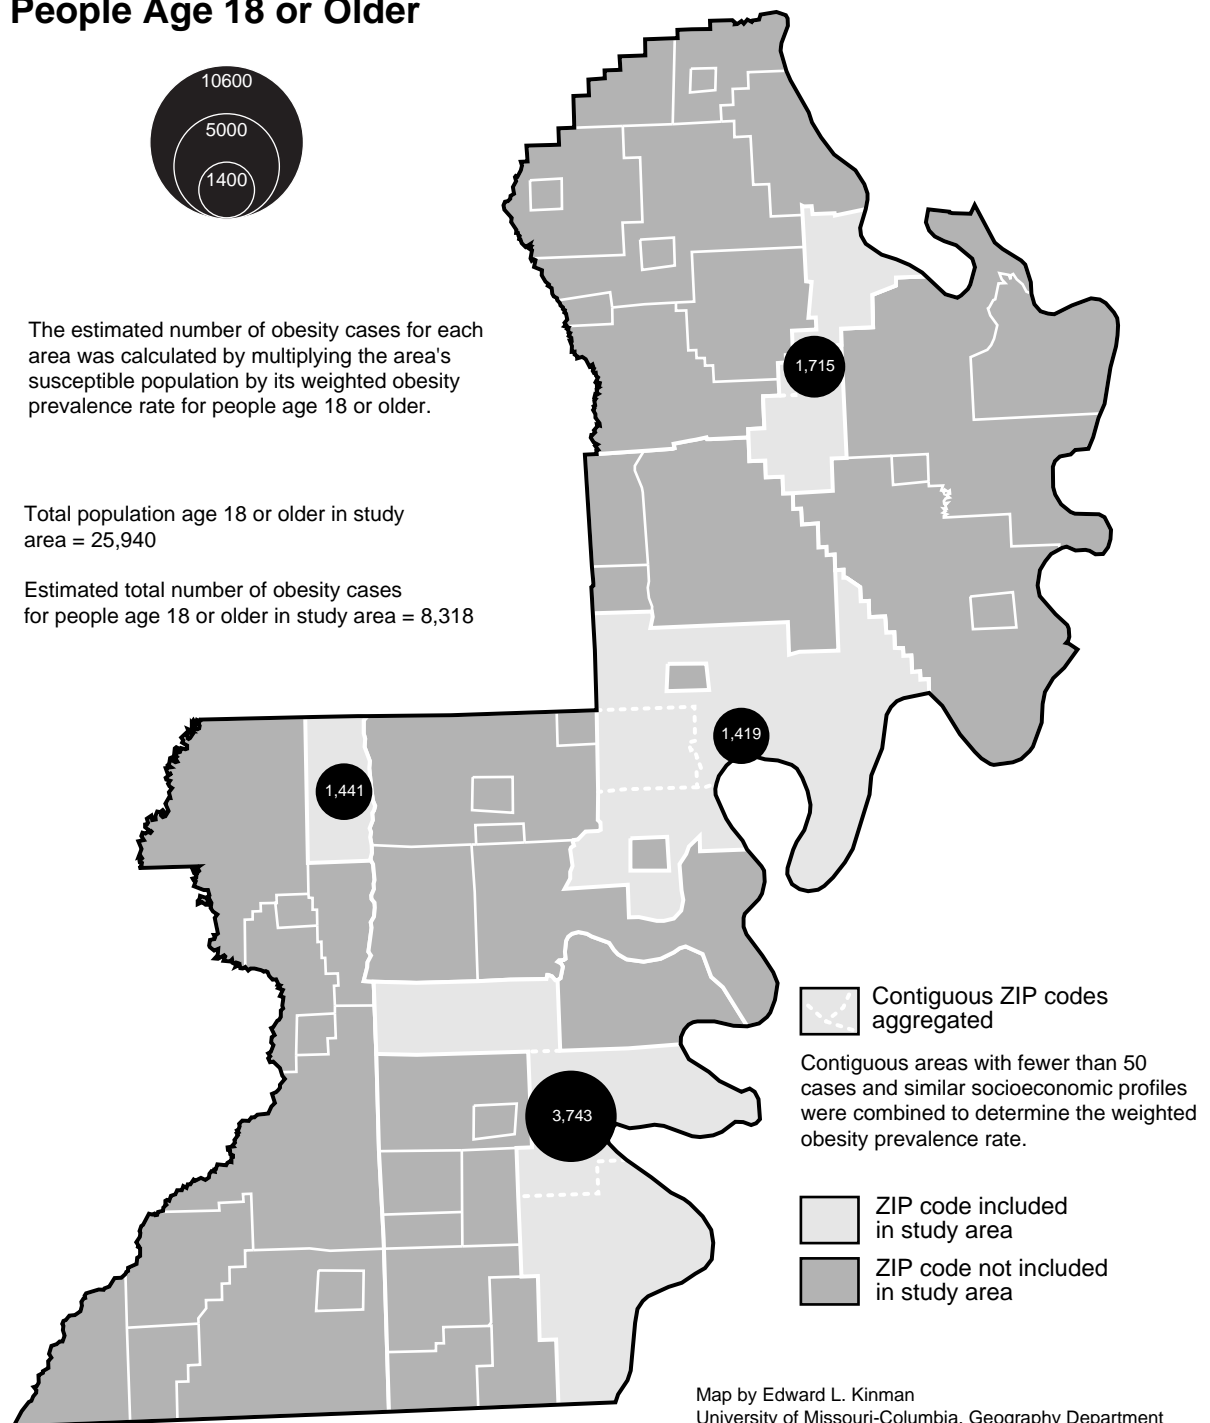 People Age 18 or Older
10600
5000
1400
The estimated number of obesity cases for each
area was calculated by multiplying the area's
susceptible population by its weighted obesity
prevalence rate for people age 18 or older.
Total population age 18 or older in study
area = 25,940
Estimated total number of obesity cases
for people age 18 or older in study area = 8,318
1,715
1,419
1,441
3,743
Contiguous ZIP codes
aggregated
Contiguous areas with fewer than 50
cases and similar socioeconomic profiles
were combined to determine the weighted
obesity prevalence rate.
ZIP code included
in study area
ZIP code not included
in study area
Map by Edward L. Kinman
University of Missouri-Columbia, Geography Department